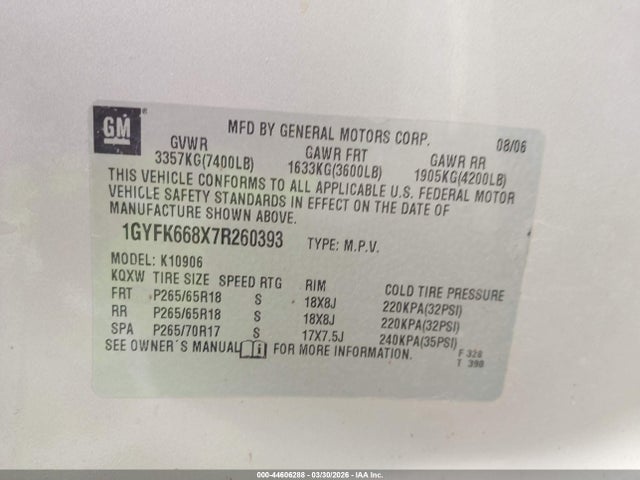 GM ®
MFD BY GENERAL MOTORS CORP. 08/06
GVWR GAWR FRT GAWR RR
3357KG(7400LB) 1633KG(3600LB) 1905KG(4200LB)
THIS VEHICLE CONFORMS TO ALL APPLICABLE U.S. FEDERAL MOTOR
VEHICLE SAFETY STANDARDS IN EFFECT ON THE DATE OF
MANUFACTURE SHOWN ABOVE.
1GYFK668X7R260393 TYPE: M.P.V.
MODEL: K10906
KQXW TIRE SIZE SPEED RTG RIM COLD TIRE PRESSURE
FRT P265/65R18 S 18X8J 220KPA(32PSI)
RR P265/65R18 S 18X8J 220KPA(32PSI)
SPA P265/70R17 S 17X7.5J 240KPA(35PSI)
SEE OWNER'S MANUAL i FOR MORE INFORMATION.
F 328
T 390
000-44606288 - 03/30/2026 - IAA Inc.